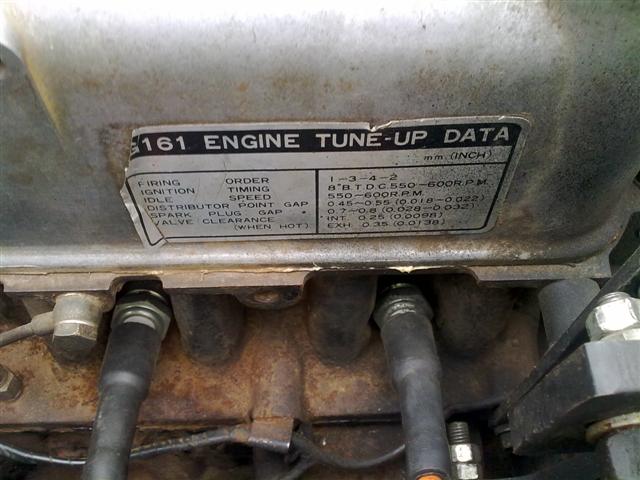 161 ENGINE TUNE-UP DATA
mm (INCH)
FIRING ORDER 1-3-4-2
IGNITION TIMING 8°B.T.D.C. 550-600R.P.M.
IDLE SPEED 550-600R.P.M.
DISTRIBUTOR POINT GAP 0.45-0.55 (0.018-0.022)
SPARK PLUG GAP 0.7-0.8 (0.028-0.032)
VALVE CLEARANCE INT. 0.25 (0.0098)
(WHEN HOT) EXH. 0.35 (0.0138)